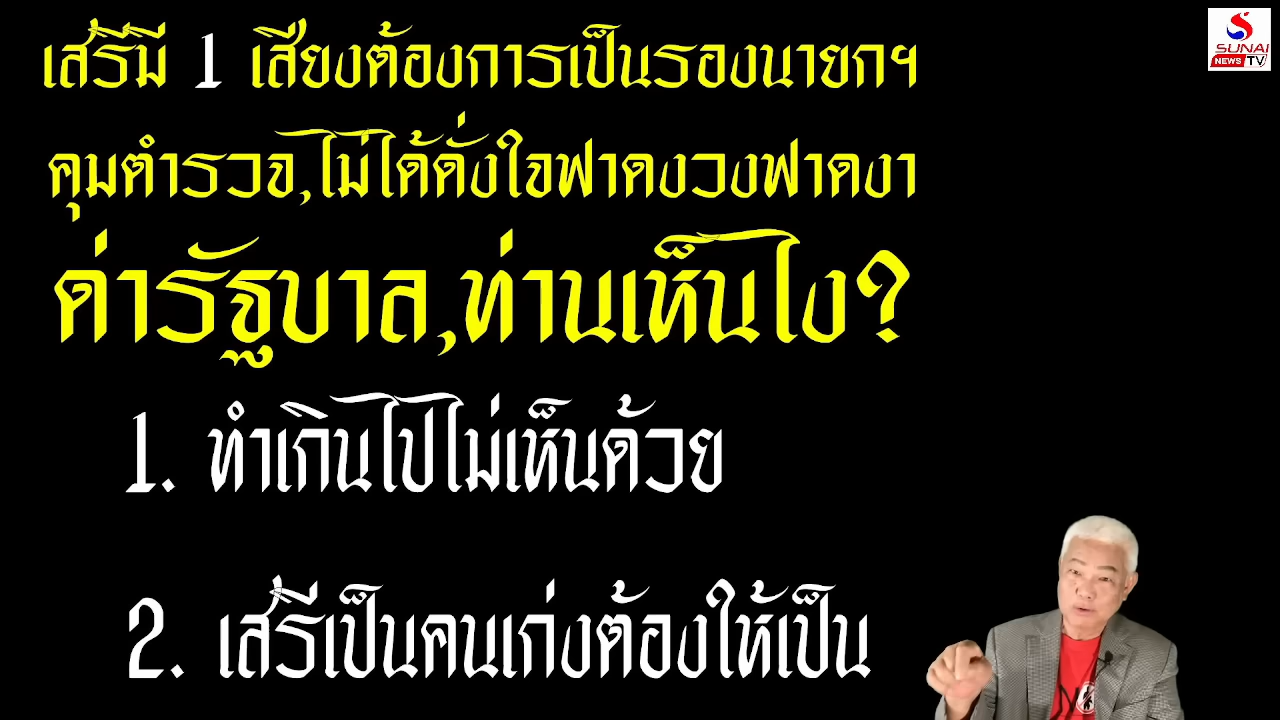 เสรีมี 1 เสียงต้องการเป็นรองนายกฯ
คุมตำรวจ,ไม่ได้ดั่งใจฟาดงวงฟาดงา
ด่ารัฐบาล,ท่านเห็นไง?
1. ทำเกินไปไม่เห็นด้วย
2. เสรีเป็นคนเก่งต้องให้เป็น
SUNAI
NEWS TV